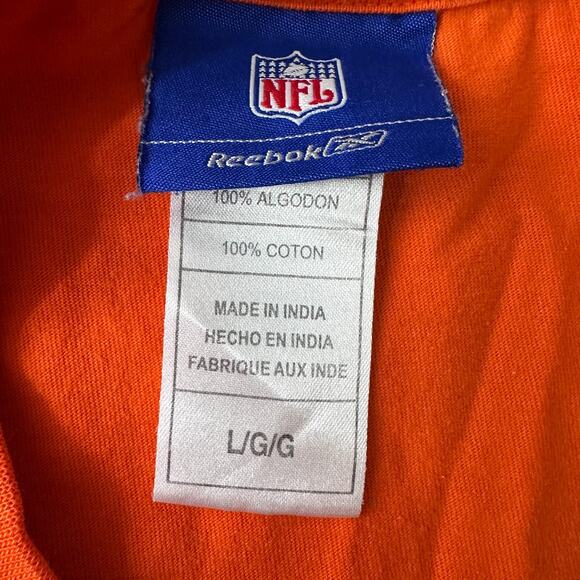 NFL
Reebok
100% ALGODON
100% COTON
MADE IN INDIA
HECHO EN INDIA
FABRIQUE AUX INDE
L/G/G